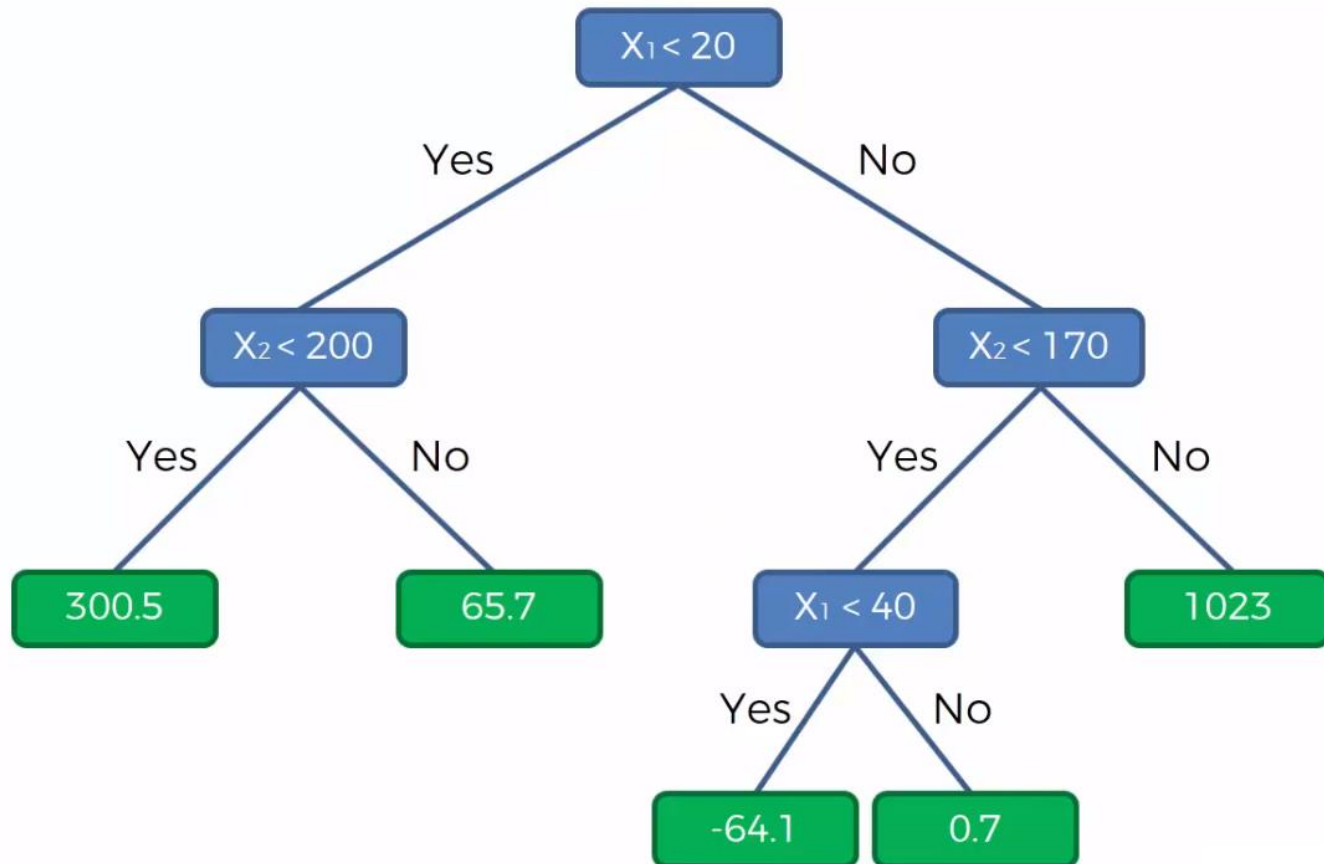 X₁ < 20
Yes
No
X₂ < 200
X₂ < 170
Yes
No
Yes
No
300.5
65.7
X₁ < 40
1023
Yes
No
-64.1
0.7